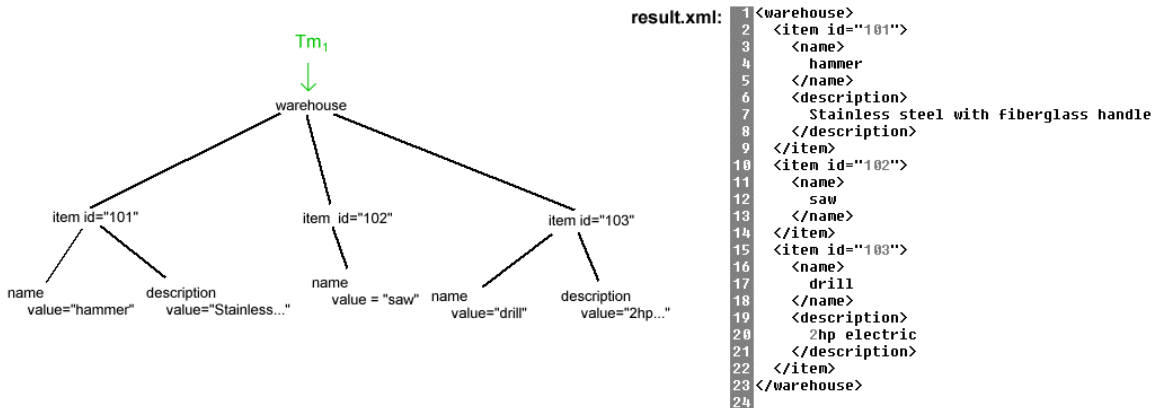 Tm1
warehouse
item id="101"
item id="102"
item id="103"
name
value="hammer"
description
value="Stainless..."
name
value = "saw"
name
value="drill"
description
value="2hp..."
result.xml:
1 <warehouse>
2 <item id="101">
3 <name>
4 hammer
5 </name>
6 <description>
7 Stainless steel with fiberglass handle
8 </description>
9 </item>
10 <item id="102">
11 <name>
12 saw
13 </name>
14 </item>
15 <item id="103">
16 <name>
17 drill
18 </name>
19 <description>
20 2hp electric
21 </description>
22 </item>
23 </warehouse>
24